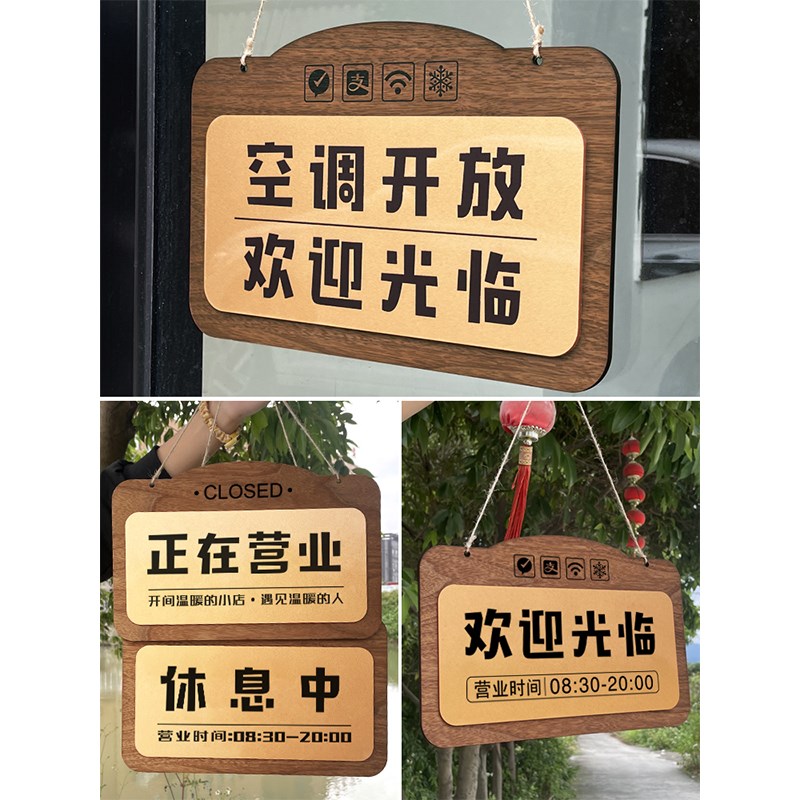 空调开放
欢迎光临
·CLOSED·
正在营业
开间温暖的小店·遇见温暖的人
休息中
营业时间:08:30—20:00
支
欢迎光临
营业时间 08:30-20:00